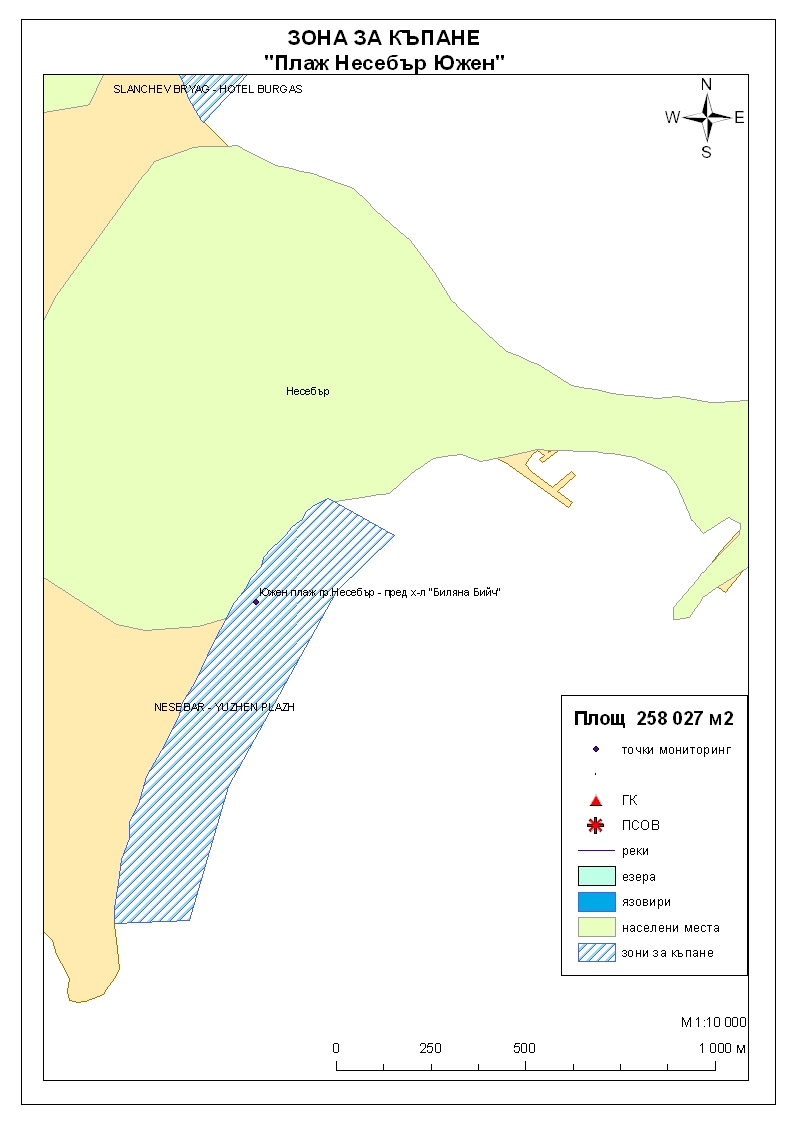 ЗОНА ЗА КЪПАНЕ
"Плаж Несебър Южен"
SLANCHEV BRYAG - HOTEL BURGAS
N
W E
S
Несебър
Южен плаж гр.Несебър - пред х-л "Биляна Бийч"
NESEBAR - YUZHEN PLAZH
Площ 258 027 м2
точки мониторинг
ГК
ПСОВ
реки
езера
язовири
населени места
зони за къпане
М 1:10 000
0 250 500 1 000 м